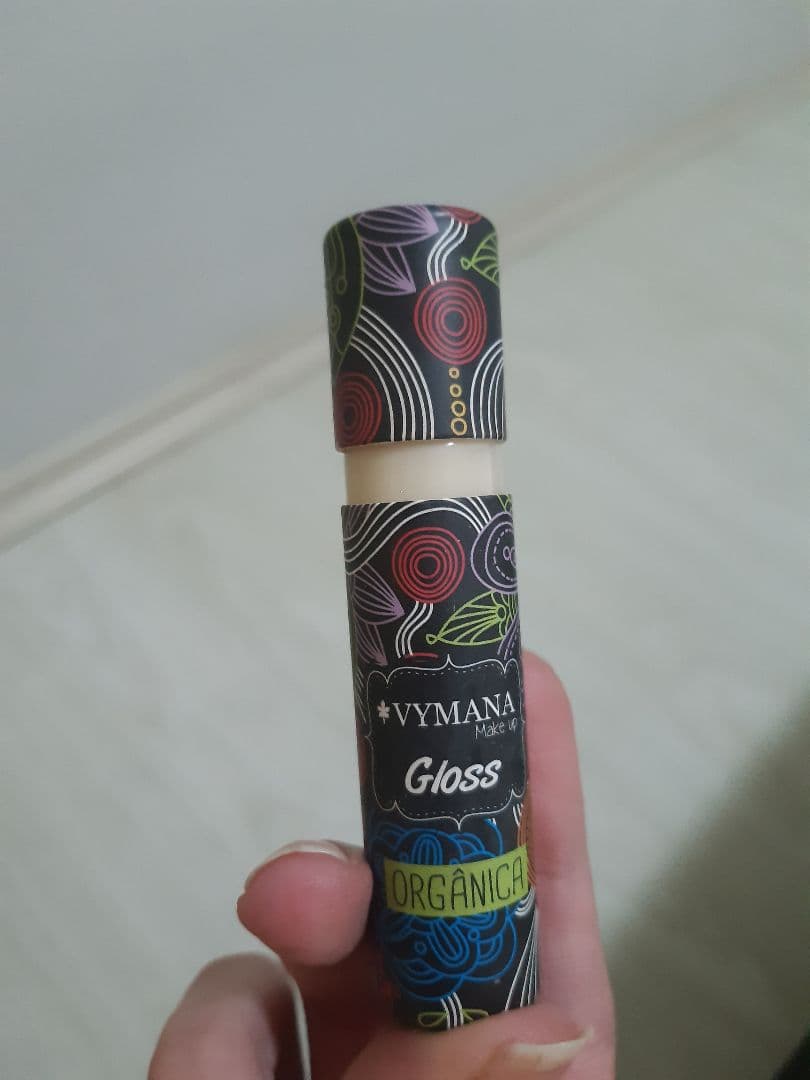 VYMANA
Make up
Gloss
ORGÂNICA